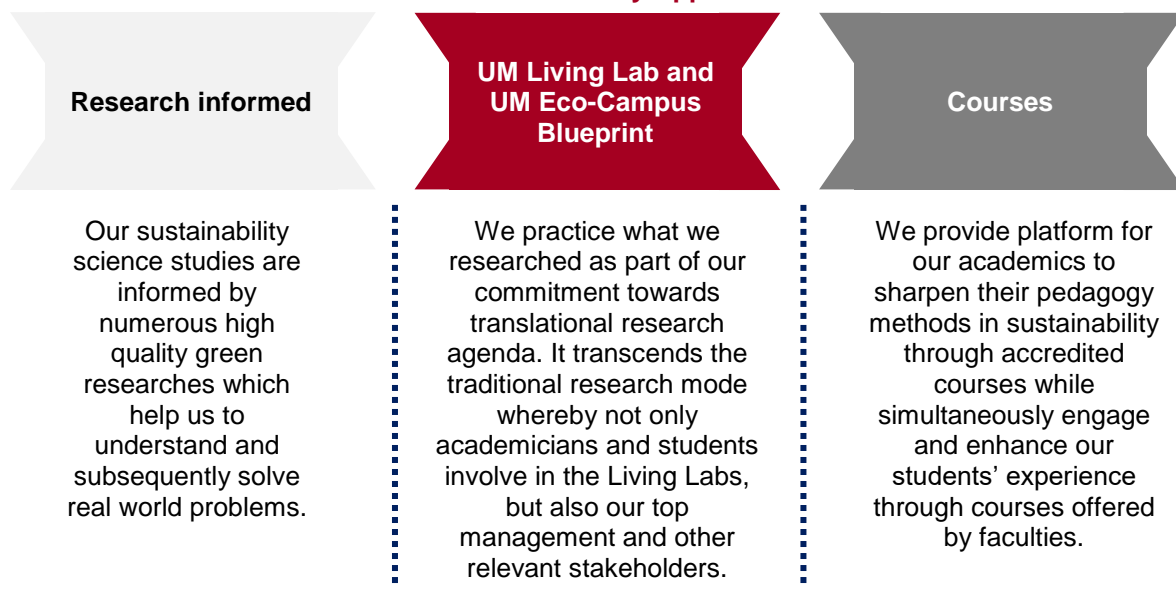 Research informed
Our sustainability
science studies are
informed by
numerous high
quality green
researches which
help us to
understand and
subsequently solve
real world problems.
UM Living Lab and
UM Eco-Campus
Blueprint
We practice what we
researched as part of our
commitment towards
translational research
agenda. It transcends the
traditional research mode
whereby not only
academicians and students
involve in the Living Labs,
but also our top
management and other
relevant stakeholders.
Courses
We provide platform for
our academics to
sharpen their pedagogy
methods in sustainability
through accredited
courses while
simultaneously engage
and enhance our
students’ experience
through courses offered
by faculties.